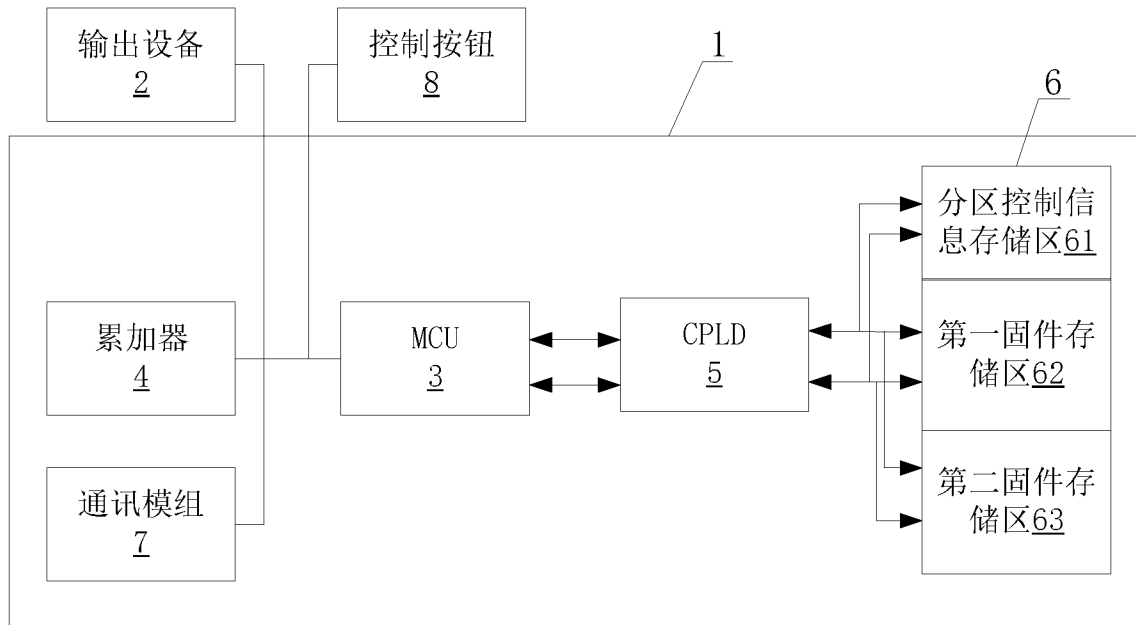 输出设备
2
控制按钮
8
1
6
分区控制信
息存储区61
累加器
4
MCU
3
CPLD
5
第一固件存
储区62
通讯模组
7
第二固件存
储区63